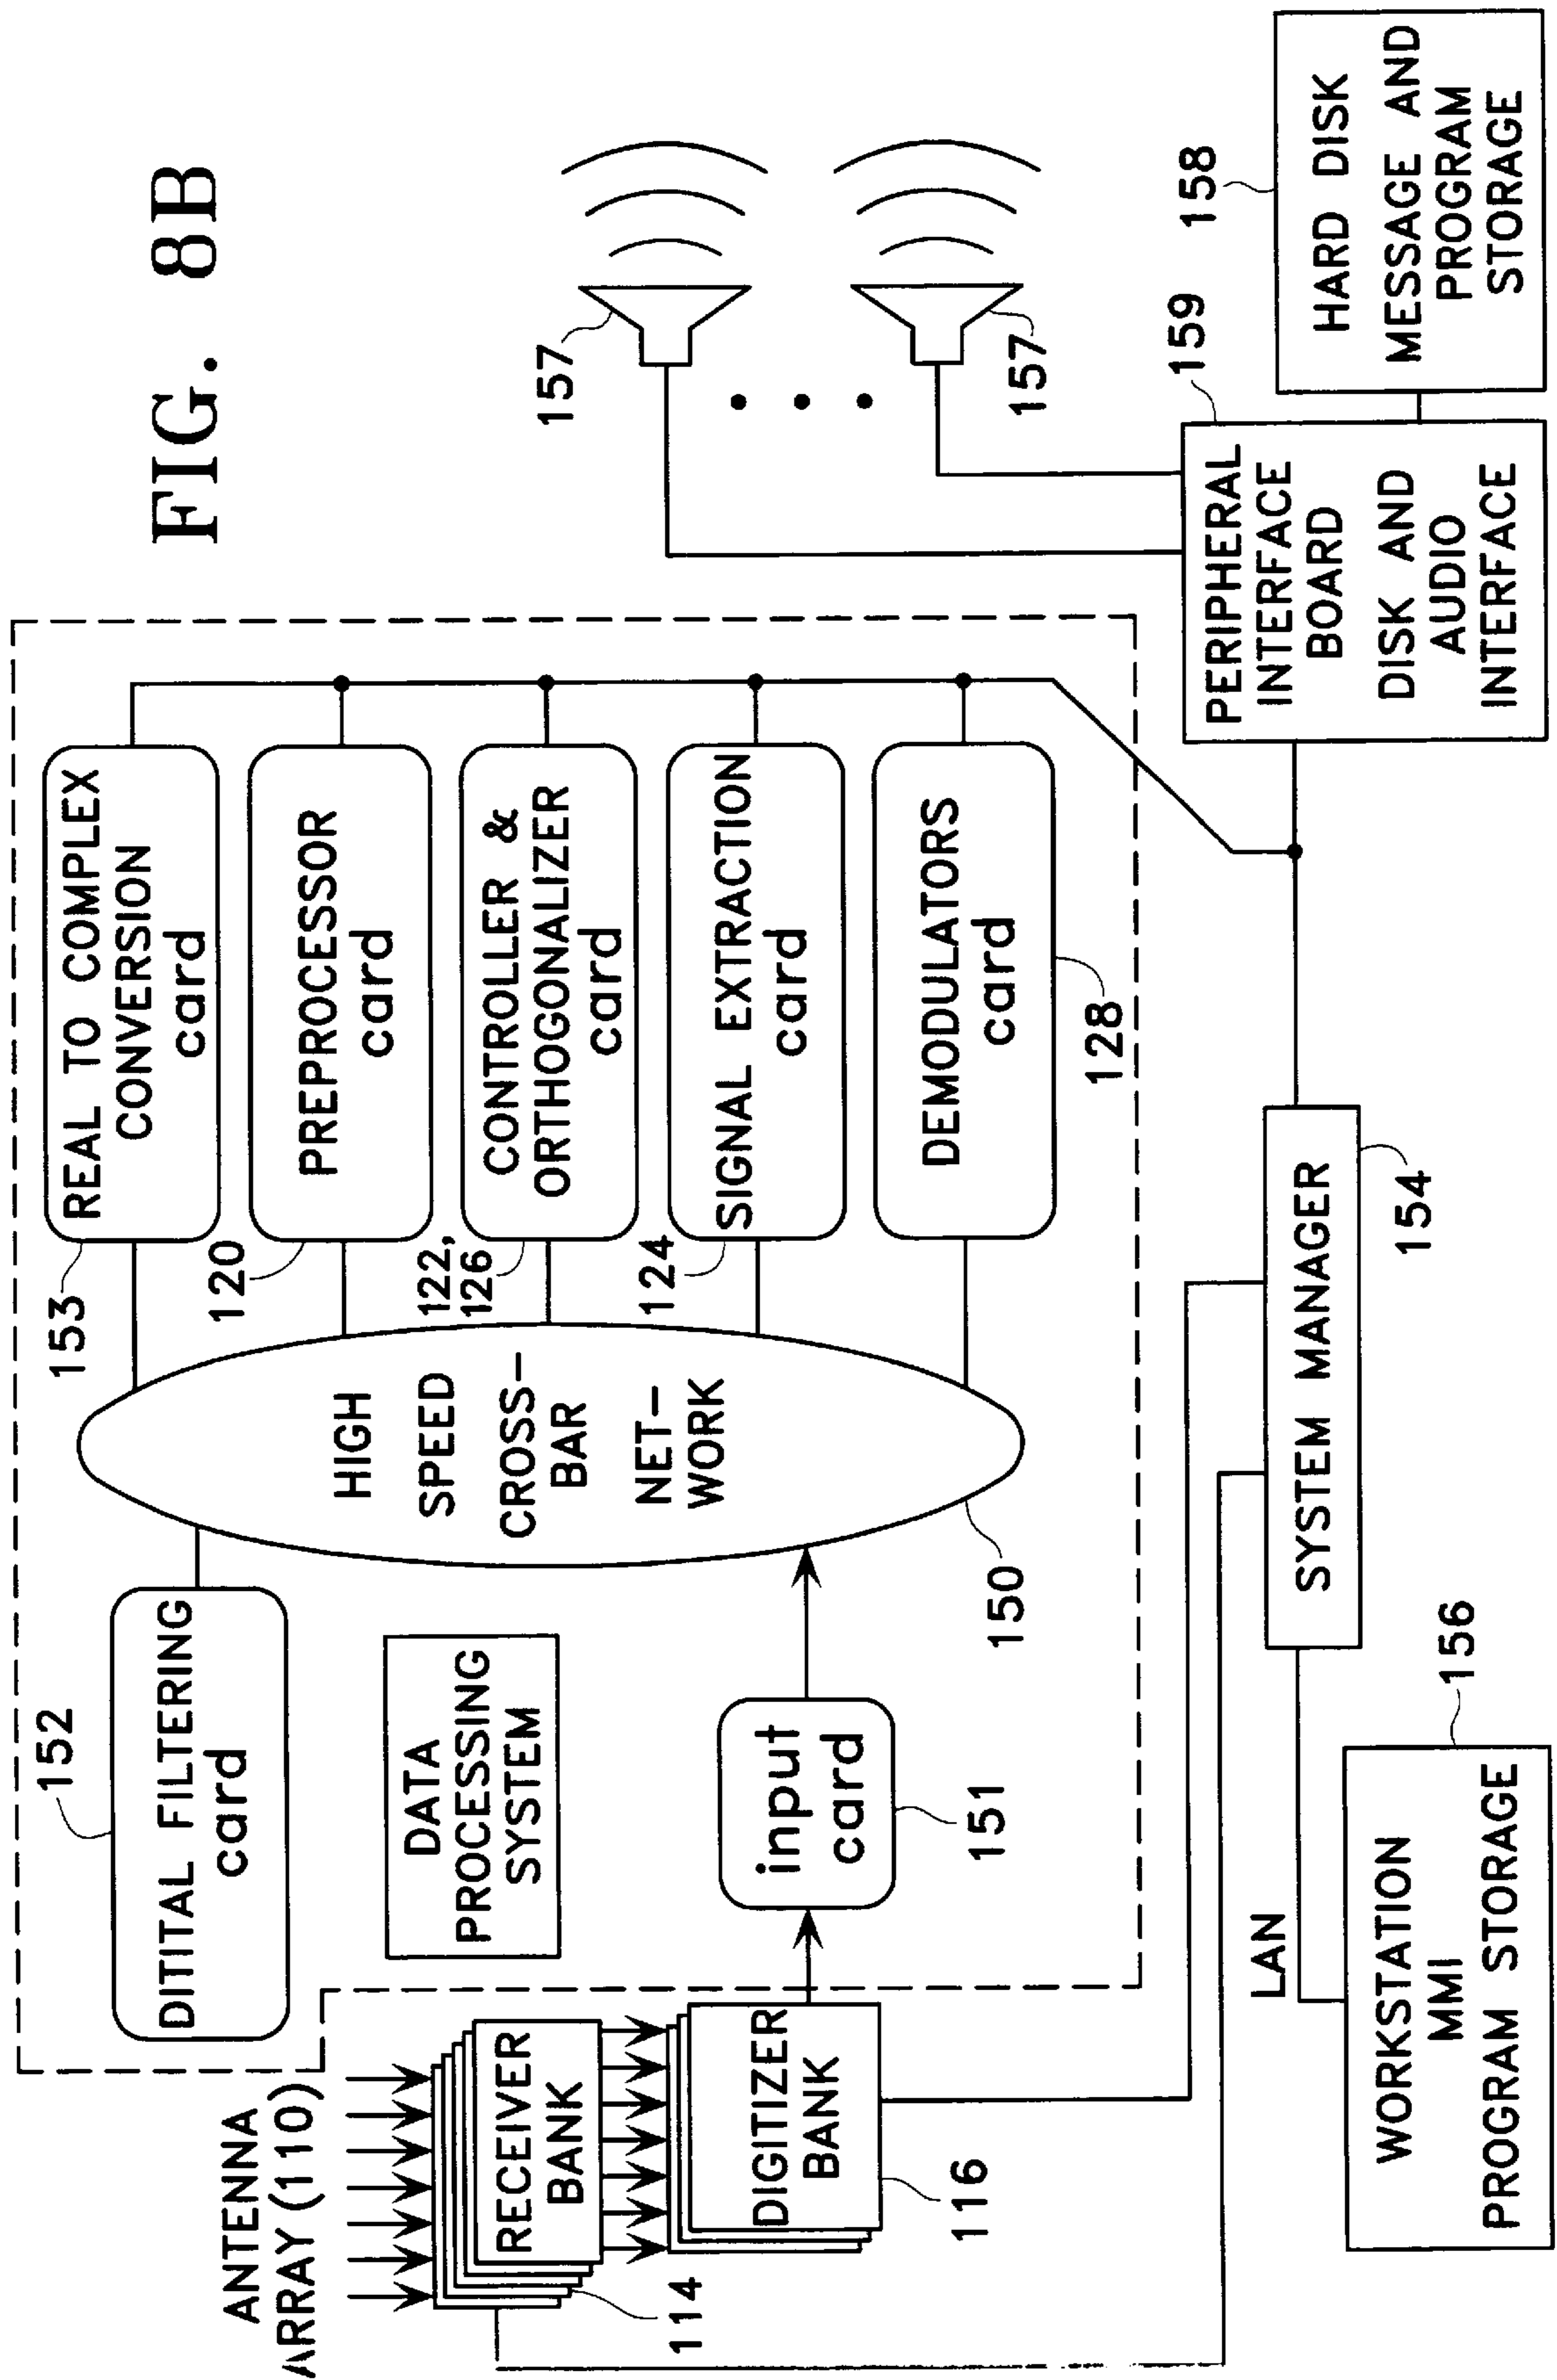 FIG. 8B
ANTENNA
ARRAY (110)
RECEIVER
BANK
114
DIGITIZER
BANK
116
152
DITITAL FILTERING
card
DATA
PROCESSING
SYSTEM
input
card
151
HIGH
SPEED
CROSS-
BAR
NET-
WORK
150
153
REAL TO COMPLEX
CONVERSION
card
120
PREPROCESSOR
card
122,
126
CONTROLLER &
ORTHOGONALIZER
card
124
SIGNAL EXTRACTION
card
DEMODULATORS
card
128
157
157
LAN
WORKSTATION
MMI
PROGRAM STORAGE
156
SYSTEM MANAGER
154
159
PERIPHERAL
INTERFACE
BOARD
DISK AND
AUDIO
INTERFACE
158
HARD DISK
MESSAGE AND
PROGRAM
STORAGE